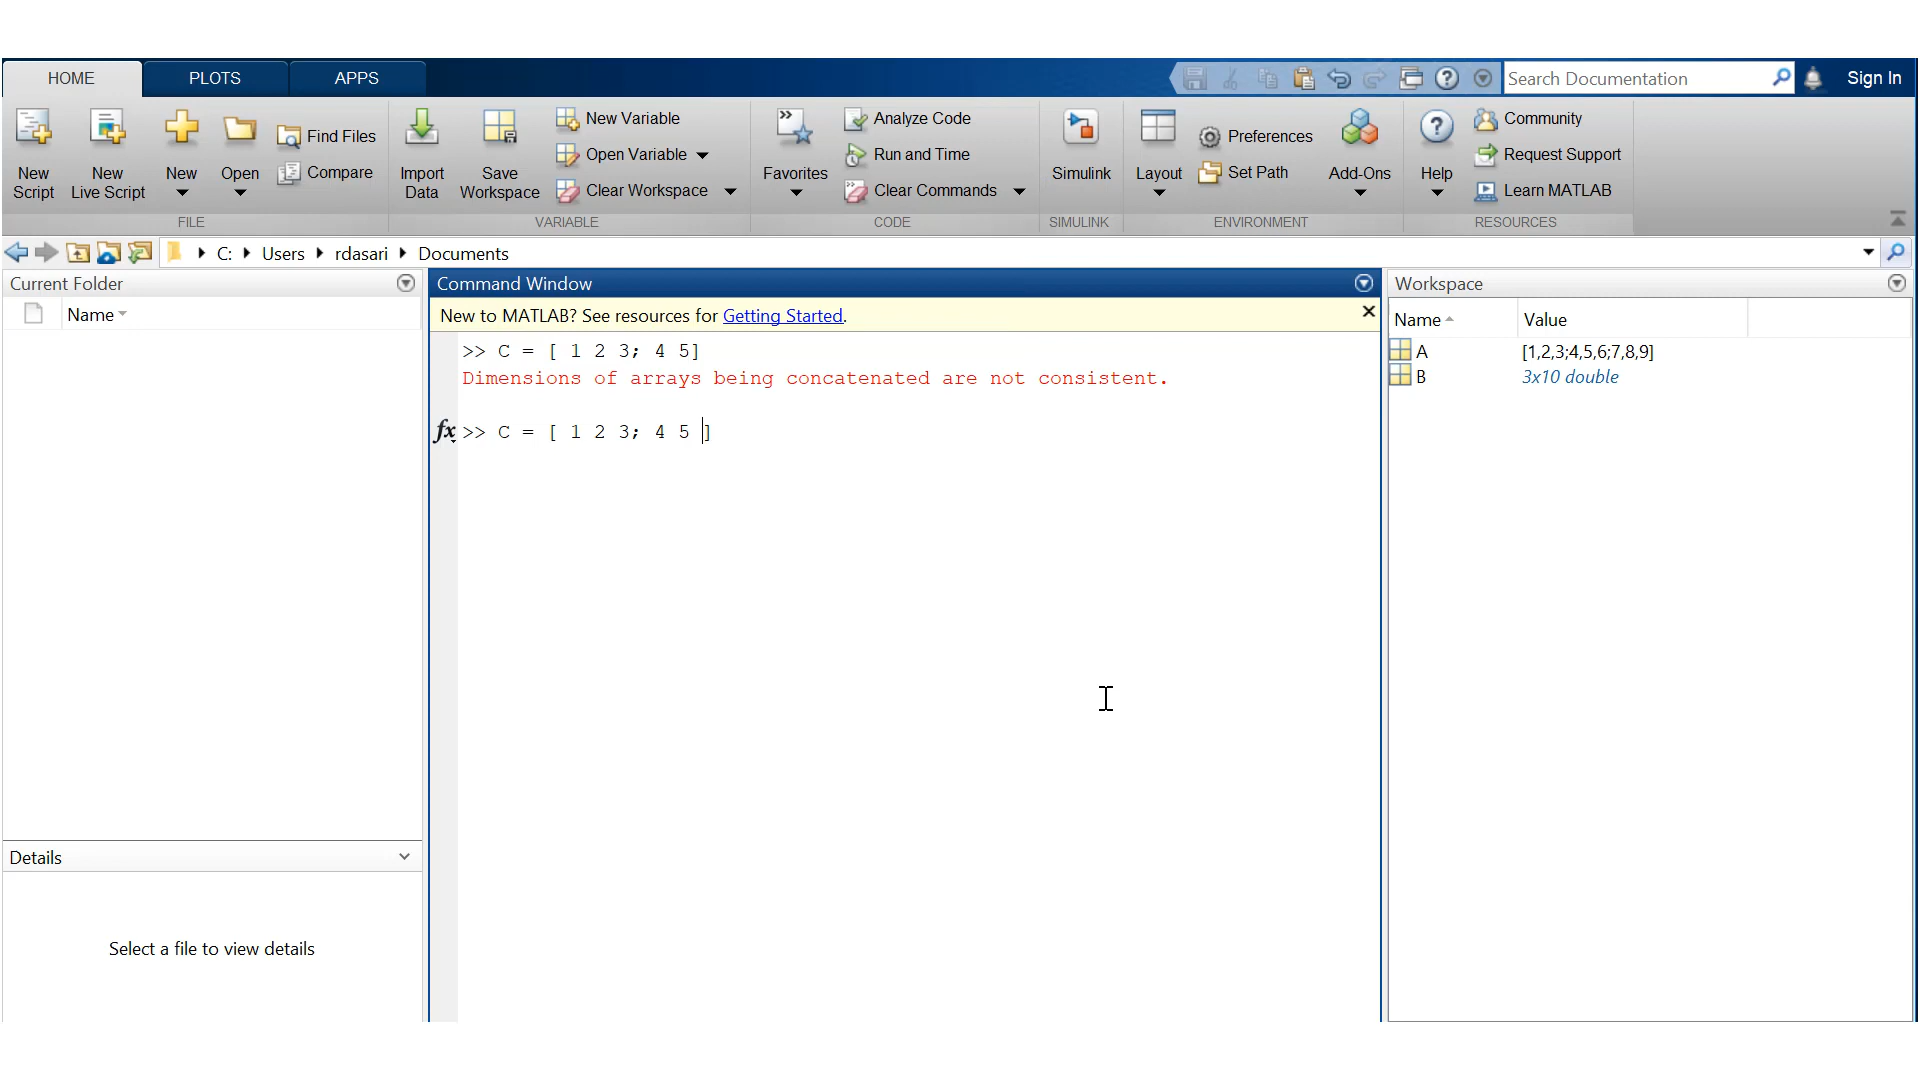 HOME PLOTS APPS Search Documentation Sign In
New Script
New Live Script
New
Open
Find Files
Compare
FILE
Import Data
Save Workspace
New Variable
Open Variable
Clear Workspace
VARIABLE
Favorites
Analyze Code
Run and Time
Clear Commands
CODE
Simulink
SIMULINK
Layout
Preferences
Set Path
Add-Ons
ENVIRONMENT
Help
Community
Request Support
Learn MATLAB
RESOURCES
C: Users rdasari Documents
Current Folder
Name
Details
Select a file to view details
Command Window
New to MATLAB? See resources for Getting Started.
>> C = [ 1 2 3; 4 5]
Dimensions of arrays being concatenated are not consistent.
fx >> C = [ 1 2 3; 4 5 ]
Workspace
Name Value
A [1,2,3;4,5,6;7,8,9]
B 3x10 double